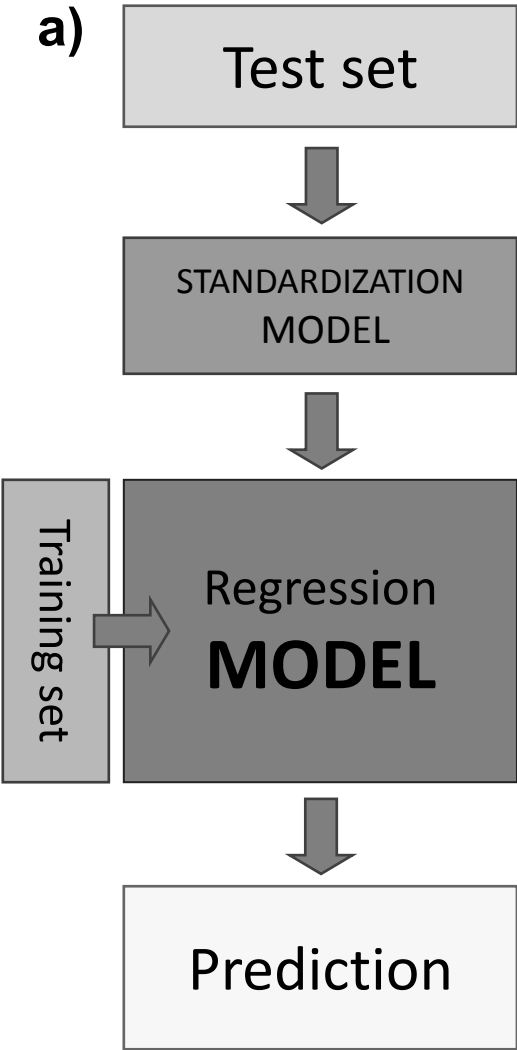 a)
Test set
STANDARDIZATION
MODEL
Training set
Regression
MODEL
Prediction